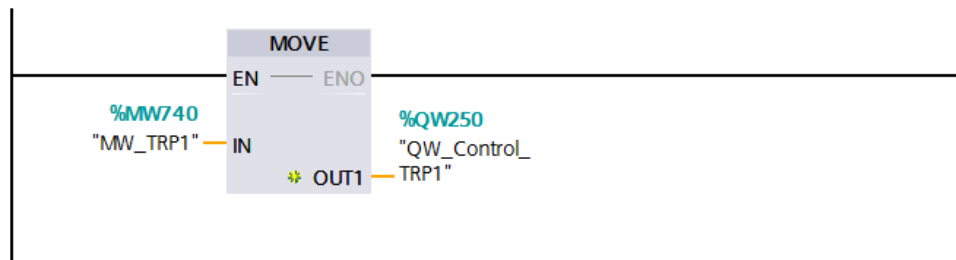 MOVE
EN ENO
%MW740
"MW_TRP1" IN
%QW250
"QW_Control_
OUT1 TRP1"